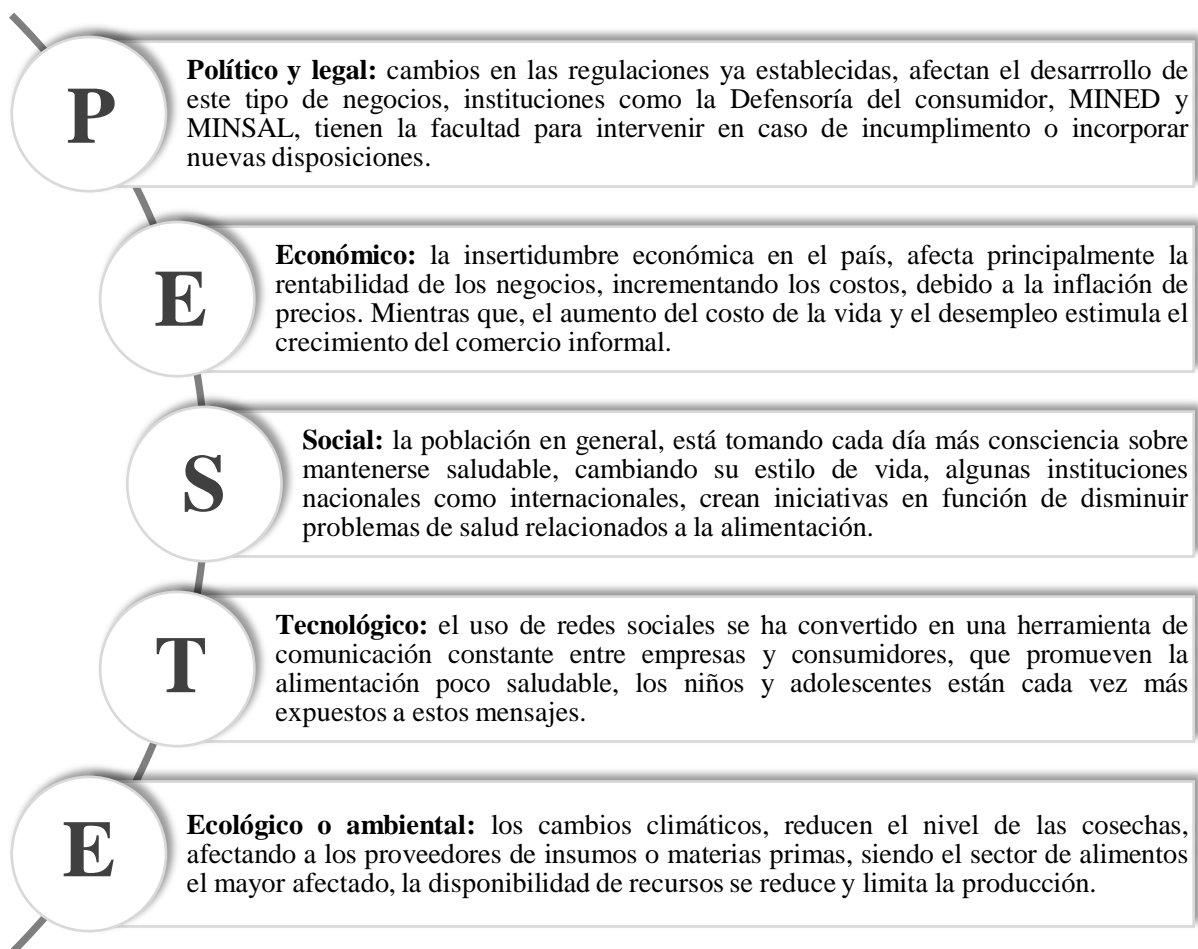 P
Político y legal: cambios en las regulaciones ya establecidas, afectan el desarrrollo de
este tipo de negocios, instituciones como la Defensoría del consumidor, MINED y
MINSAL, tienen la facultad para intervenir en caso de incumplimento o incorporar
nuevas disposiciones.
E
Económico: la insertidumbre económica en el país, afecta principalmente la
rentabilidad de los negocios, incrementando los costos, debido a la inflación de
precios. Mientras que, el aumento del costo de la vida y el desempleo estimula el
crecimiento del comercio informal.
S
Social: la población en general, está tomando cada día más consciencia sobre
mantenerse saludable, cambiando su estilo de vida, algunas instituciones
nacionales como internacionales, crean iniciativas en función de disminuir
problemas de salud relacionados a la alimentación.
T
Tecnológico: el uso de redes sociales se ha convertido en una herramienta de
comunicación constante entre empresas y consumidores, que promueven la
alimentación poco saludable, los niños y adolescentes están cada vez más
expuestos a estos mensajes.
E
Ecológico o ambiental: los cambios climáticos, reducen el nivel de las cosechas,
afectando a los proveedores de insumos o materias primas, siendo el sector de alimentos
el mayor afectado, la disponibilidad de recursos se reduce y limita la producción.